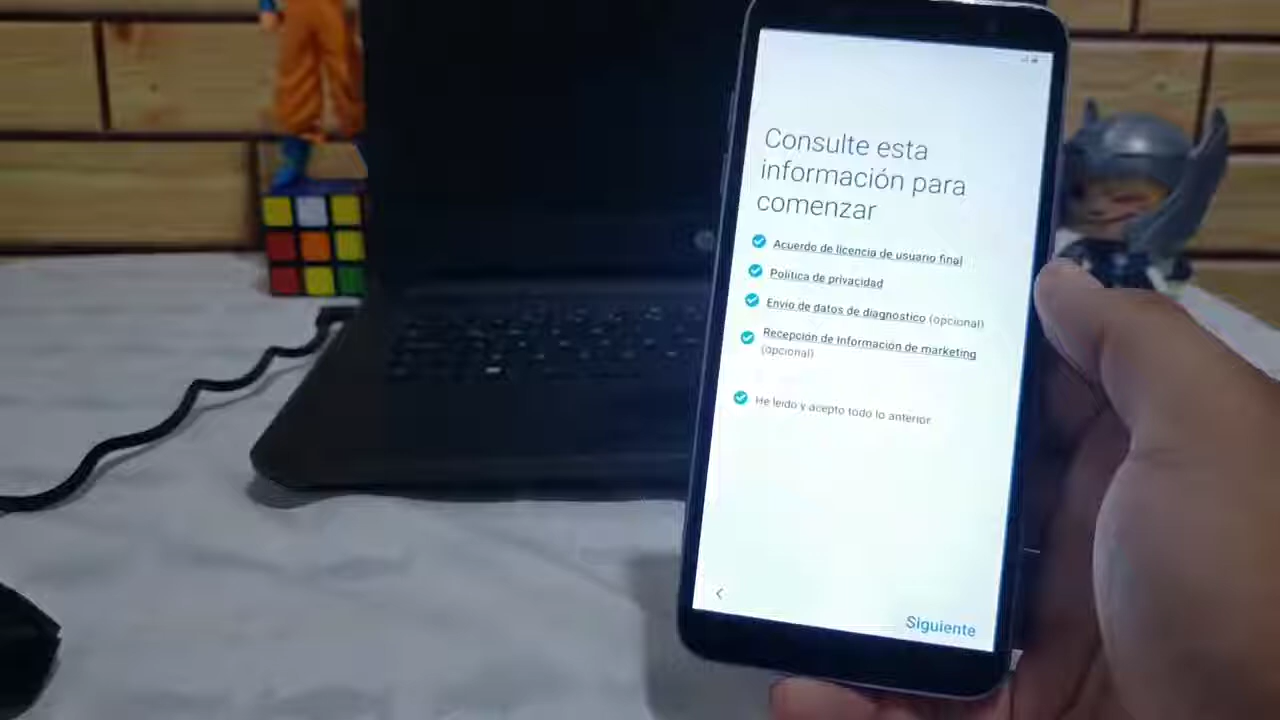 Consulte esta
información para
comenzar
Acuerdo de licencia de usuario final
Política de privacidad
Envío de datos de diagnostico (opcional)
Recepción de información de marketing
(opcional)
He leído y acepto todo lo anterior
Siguiente